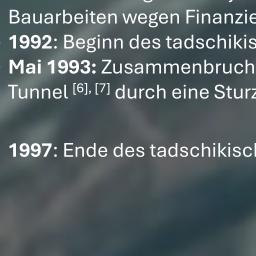 Bauarbeiten wegen Finanzie
1992: Beginn des tadschikis
Mai 1993: Zusammenbruch
Tunnel [6], [7] durch eine Sturz
1997: Ende des tadschikisch